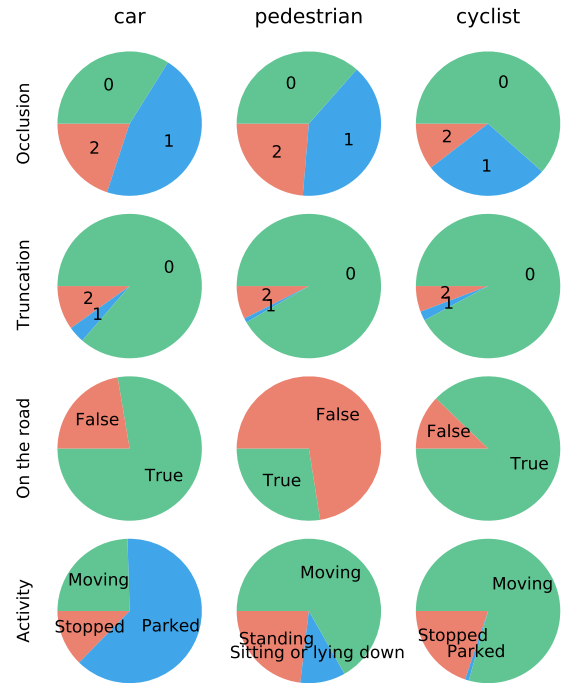 car pedestrian cyclist
Occlusion
0 1 2
0 1 2
0 1 2
Truncation
0 1 2
0 1 2
0 1 2
On the road
False True
False True
False True
Activity
Moving Parked Stopped
Moving Standing Sitting or lying down
Moving Stopped Parked